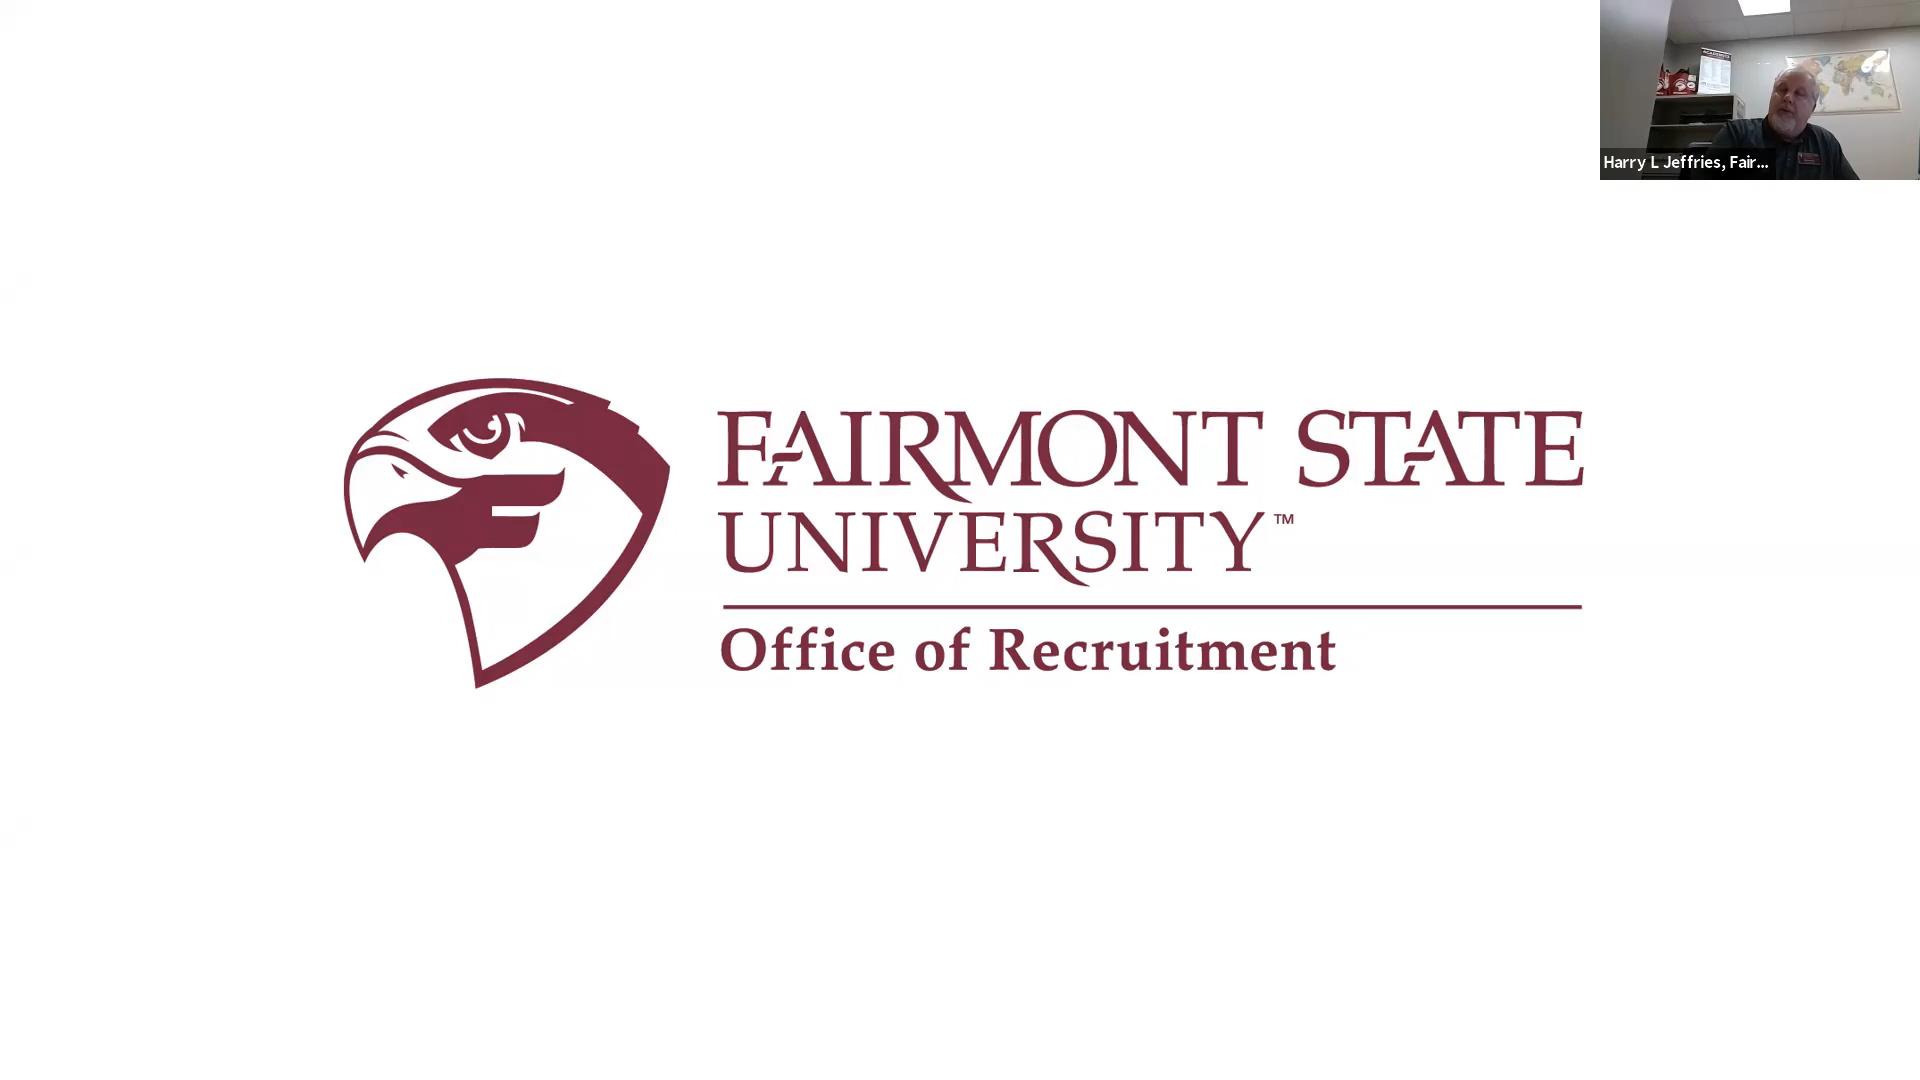 FAIRMONT STATE
UNIVERSITY™
Office of Recruitment
Harry L Jeffries, Fair...